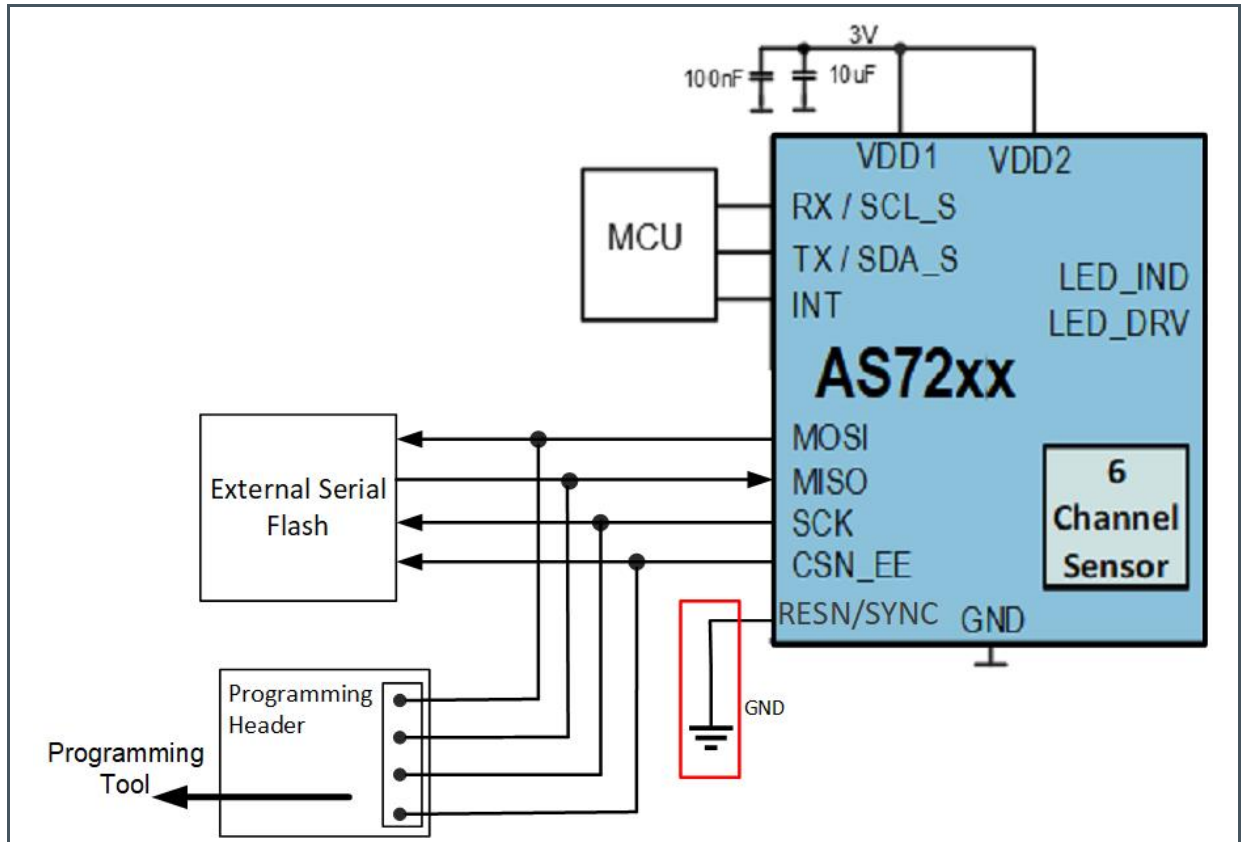 3V
100nF
10uF
VDD1
VDD2
MCU
RX / SCL_S
TX / SDA_S
INT
LED_IND
LED_DRV
AS72xx
External Serial
Flash
MOSI
MISO
SCK
CSN_EE
RESN/SYNC
GND
6
Channel
Sensor
GND
Programming
Header
Programming
Tool